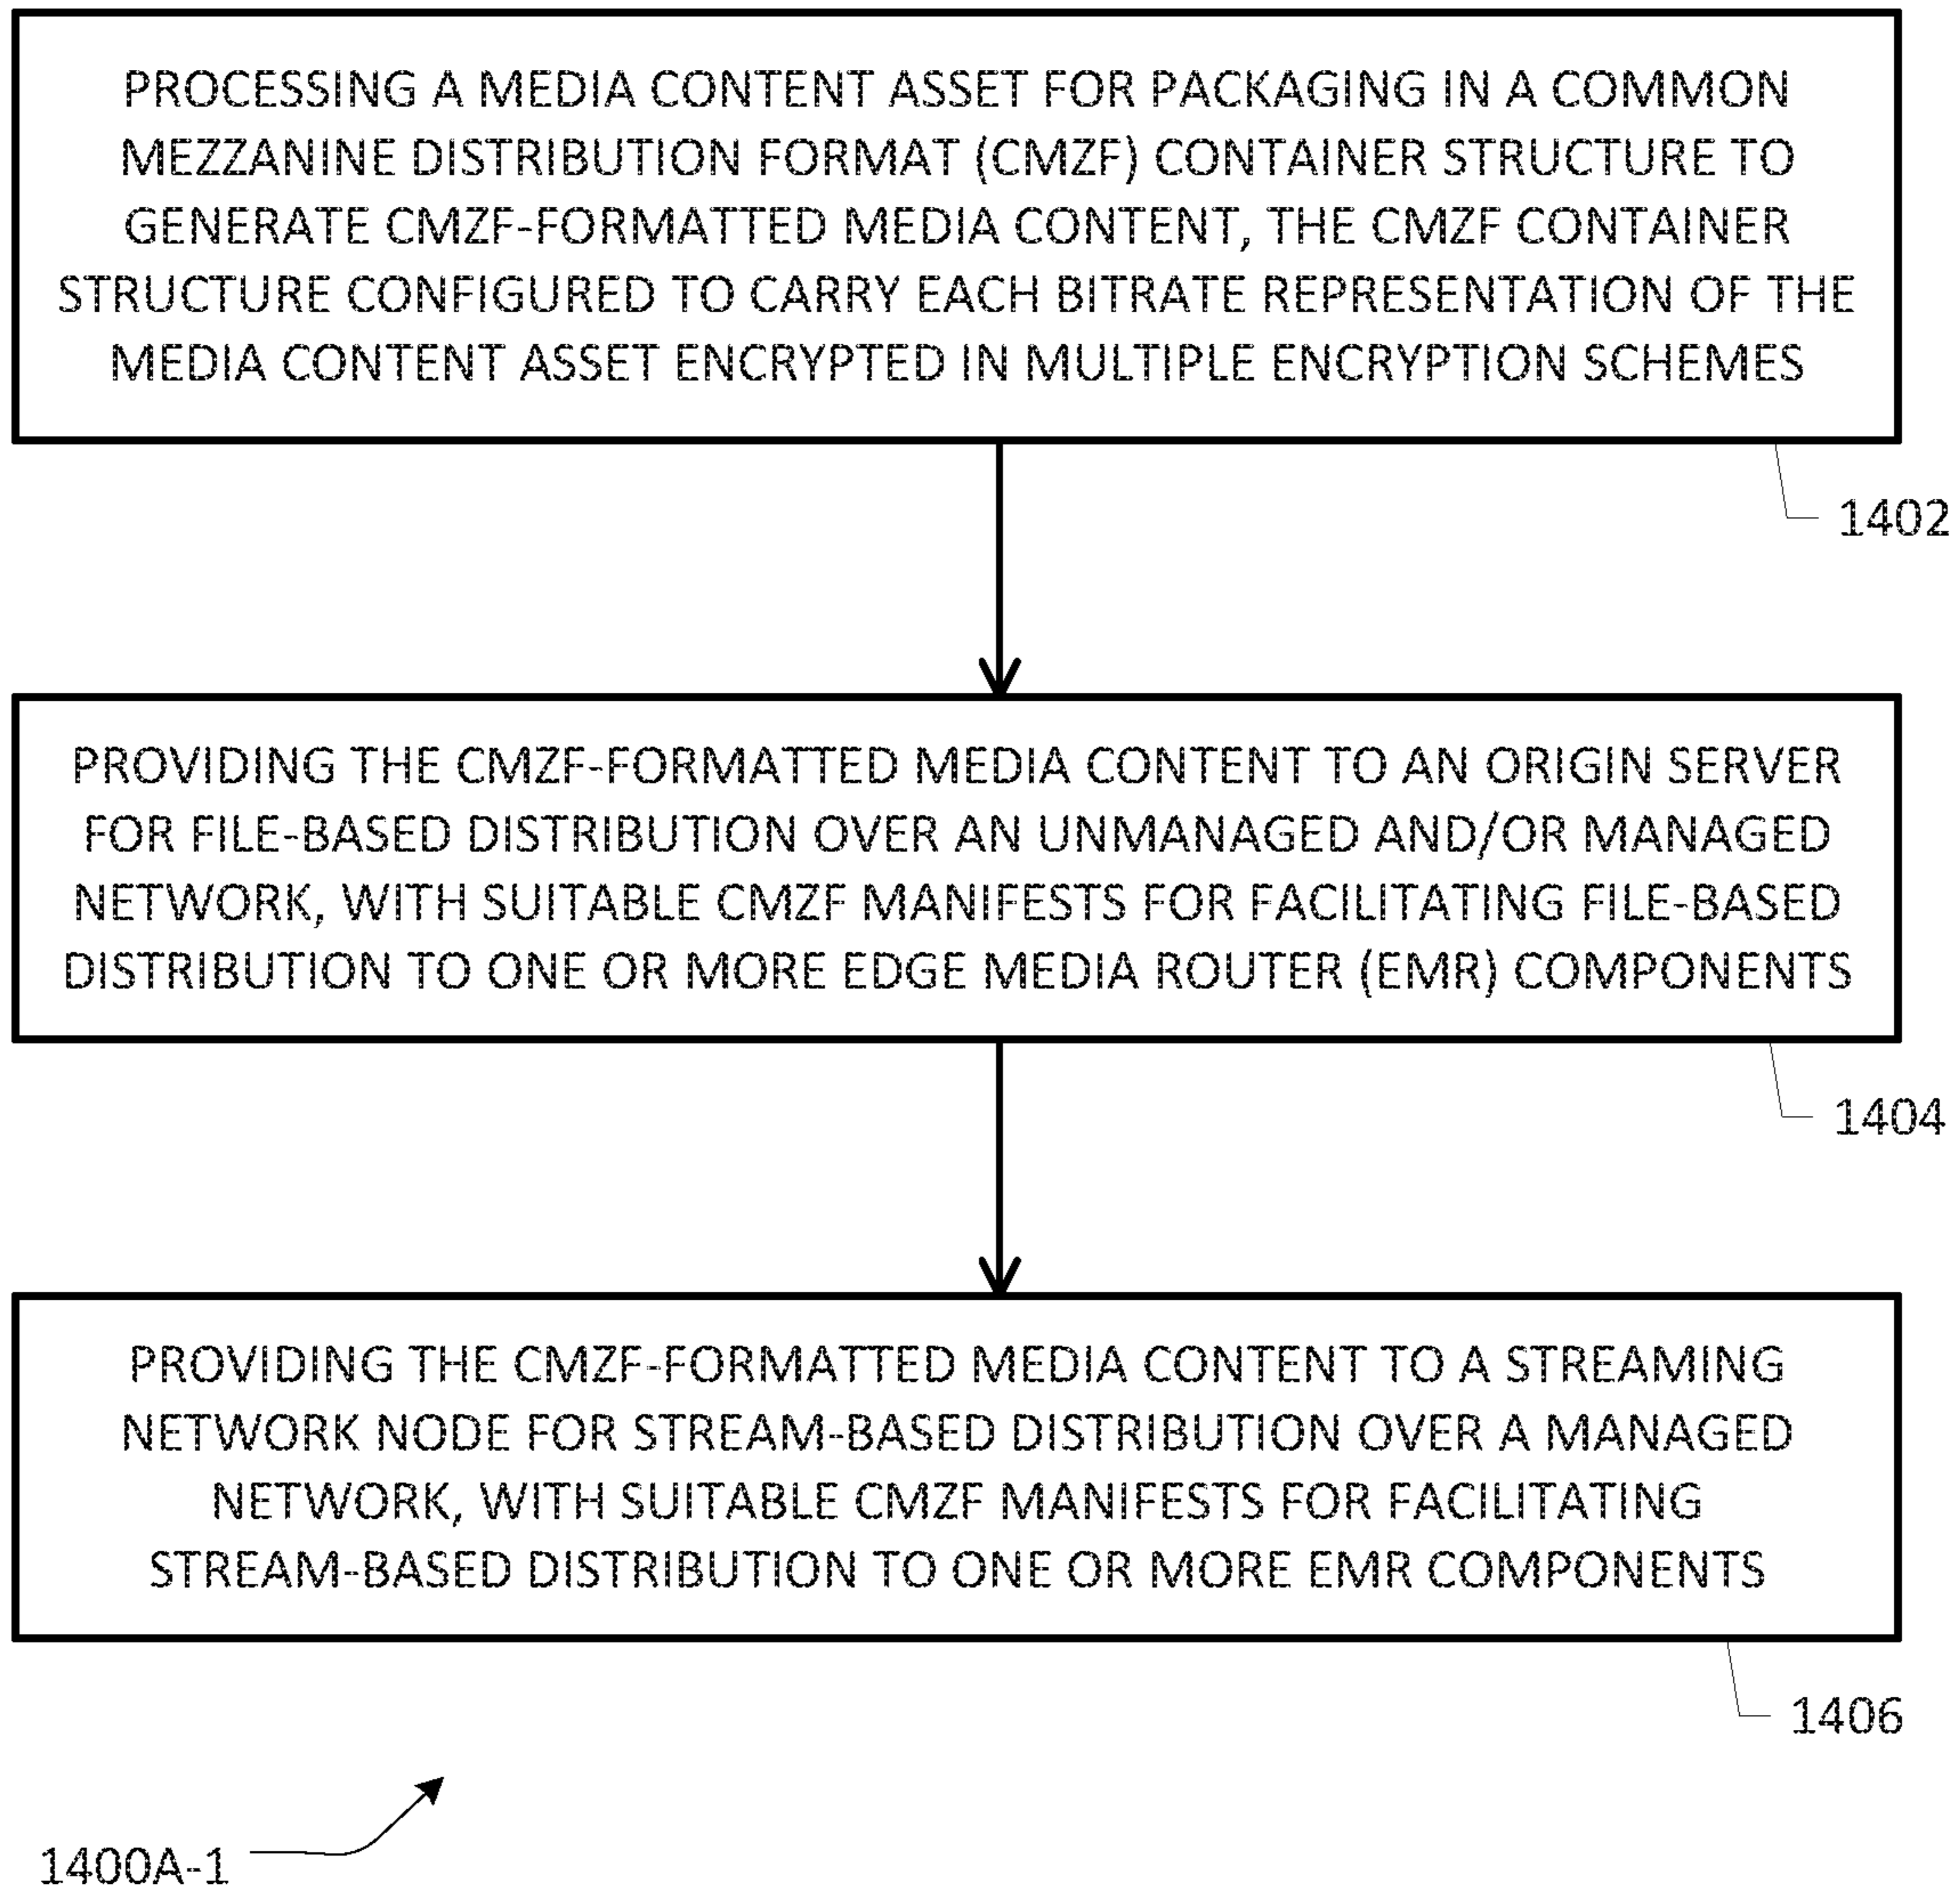 PROCESSING A MEDIA CONTENT ASSET FOR PACKAGING IN A COMMON
MEZZANINE DISTRIBUTION FORMAT (CMZF) CONTAINER STRUCTURE TO
GENERATE CMZF-FORMATTED MEDIA CONTENT, THE CMZF CONTAINER
STRUCTURE CONFIGURED TO CARRY EACH BITRATE REPRESENTATION OF THE
MEDIA CONTENT ASSET ENCRYPTED IN MULTIPLE ENCRYPTION SCHEMES
1402
PROVIDING THE CMZF-FORMATTED MEDIA CONTENT TO AN ORIGIN SERVER
FOR FILE-BASED DISTRIBUTION OVER AN UNMANAGED AND/OR MANAGED
NETWORK, WITH SUITABLE CMZF MANIFESTS FOR FACILITATING FILE-BASED
DISTRIBUTION TO ONE OR MORE EDGE MEDIA ROUTER (EMR) COMPONENTS
1404
PROVIDING THE CMZF-FORMATTED MEDIA CONTENT TO A STREAMING
NETWORK NODE FOR STREAM-BASED DISTRIBUTION OVER A MANAGED
NETWORK, WITH SUITABLE CMZF MANIFESTS FOR FACILITATING
STREAM-BASED DISTRIBUTION TO ONE OR MORE EMR COMPONENTS
1406
1400A-1